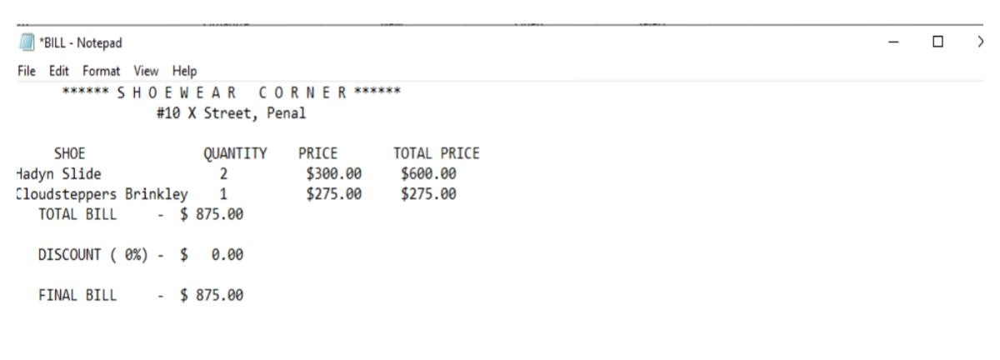 *BILL - Notepad
File Edit Format View Help
****** S H O E W E A R   C O R N E R ******
#10 X Street, Penal
SHOE QUANTITY PRICE TOTAL PRICE
Hadyn Slide 2 $300.00 $600.00
Cloudsteppers Brinkley 1 $275.00 $275.00
TOTAL BILL - $ 875.00
DISCOUNT ( 0%) - $ 0.00
FINAL BILL - $ 875.00